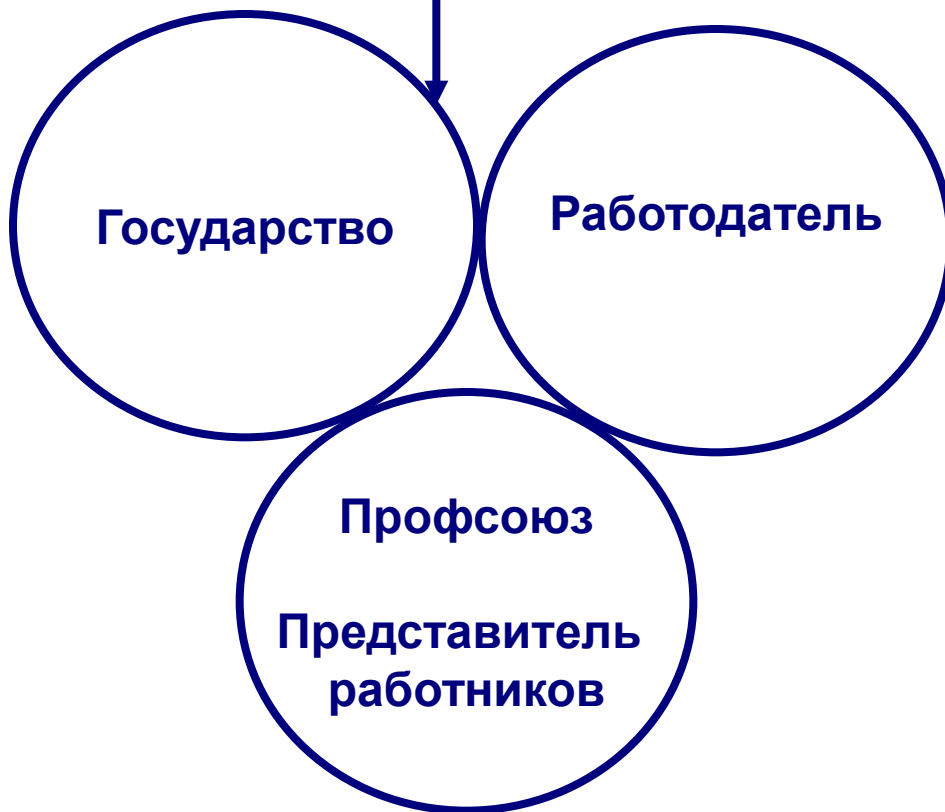 Государство
Работодатель
Профсоюз
Представитель
работников